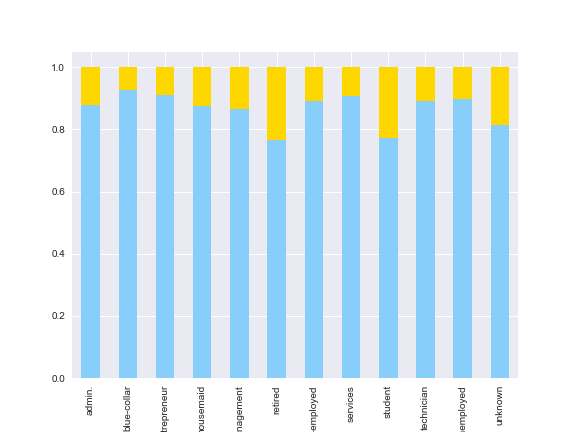 1.0
0.8
0.6
0.4
0.2
0.0
admin.
blue-collar
trepreneur
ousemaid
nagement
retired
-employed
services
student
technician
nemployed
unknown